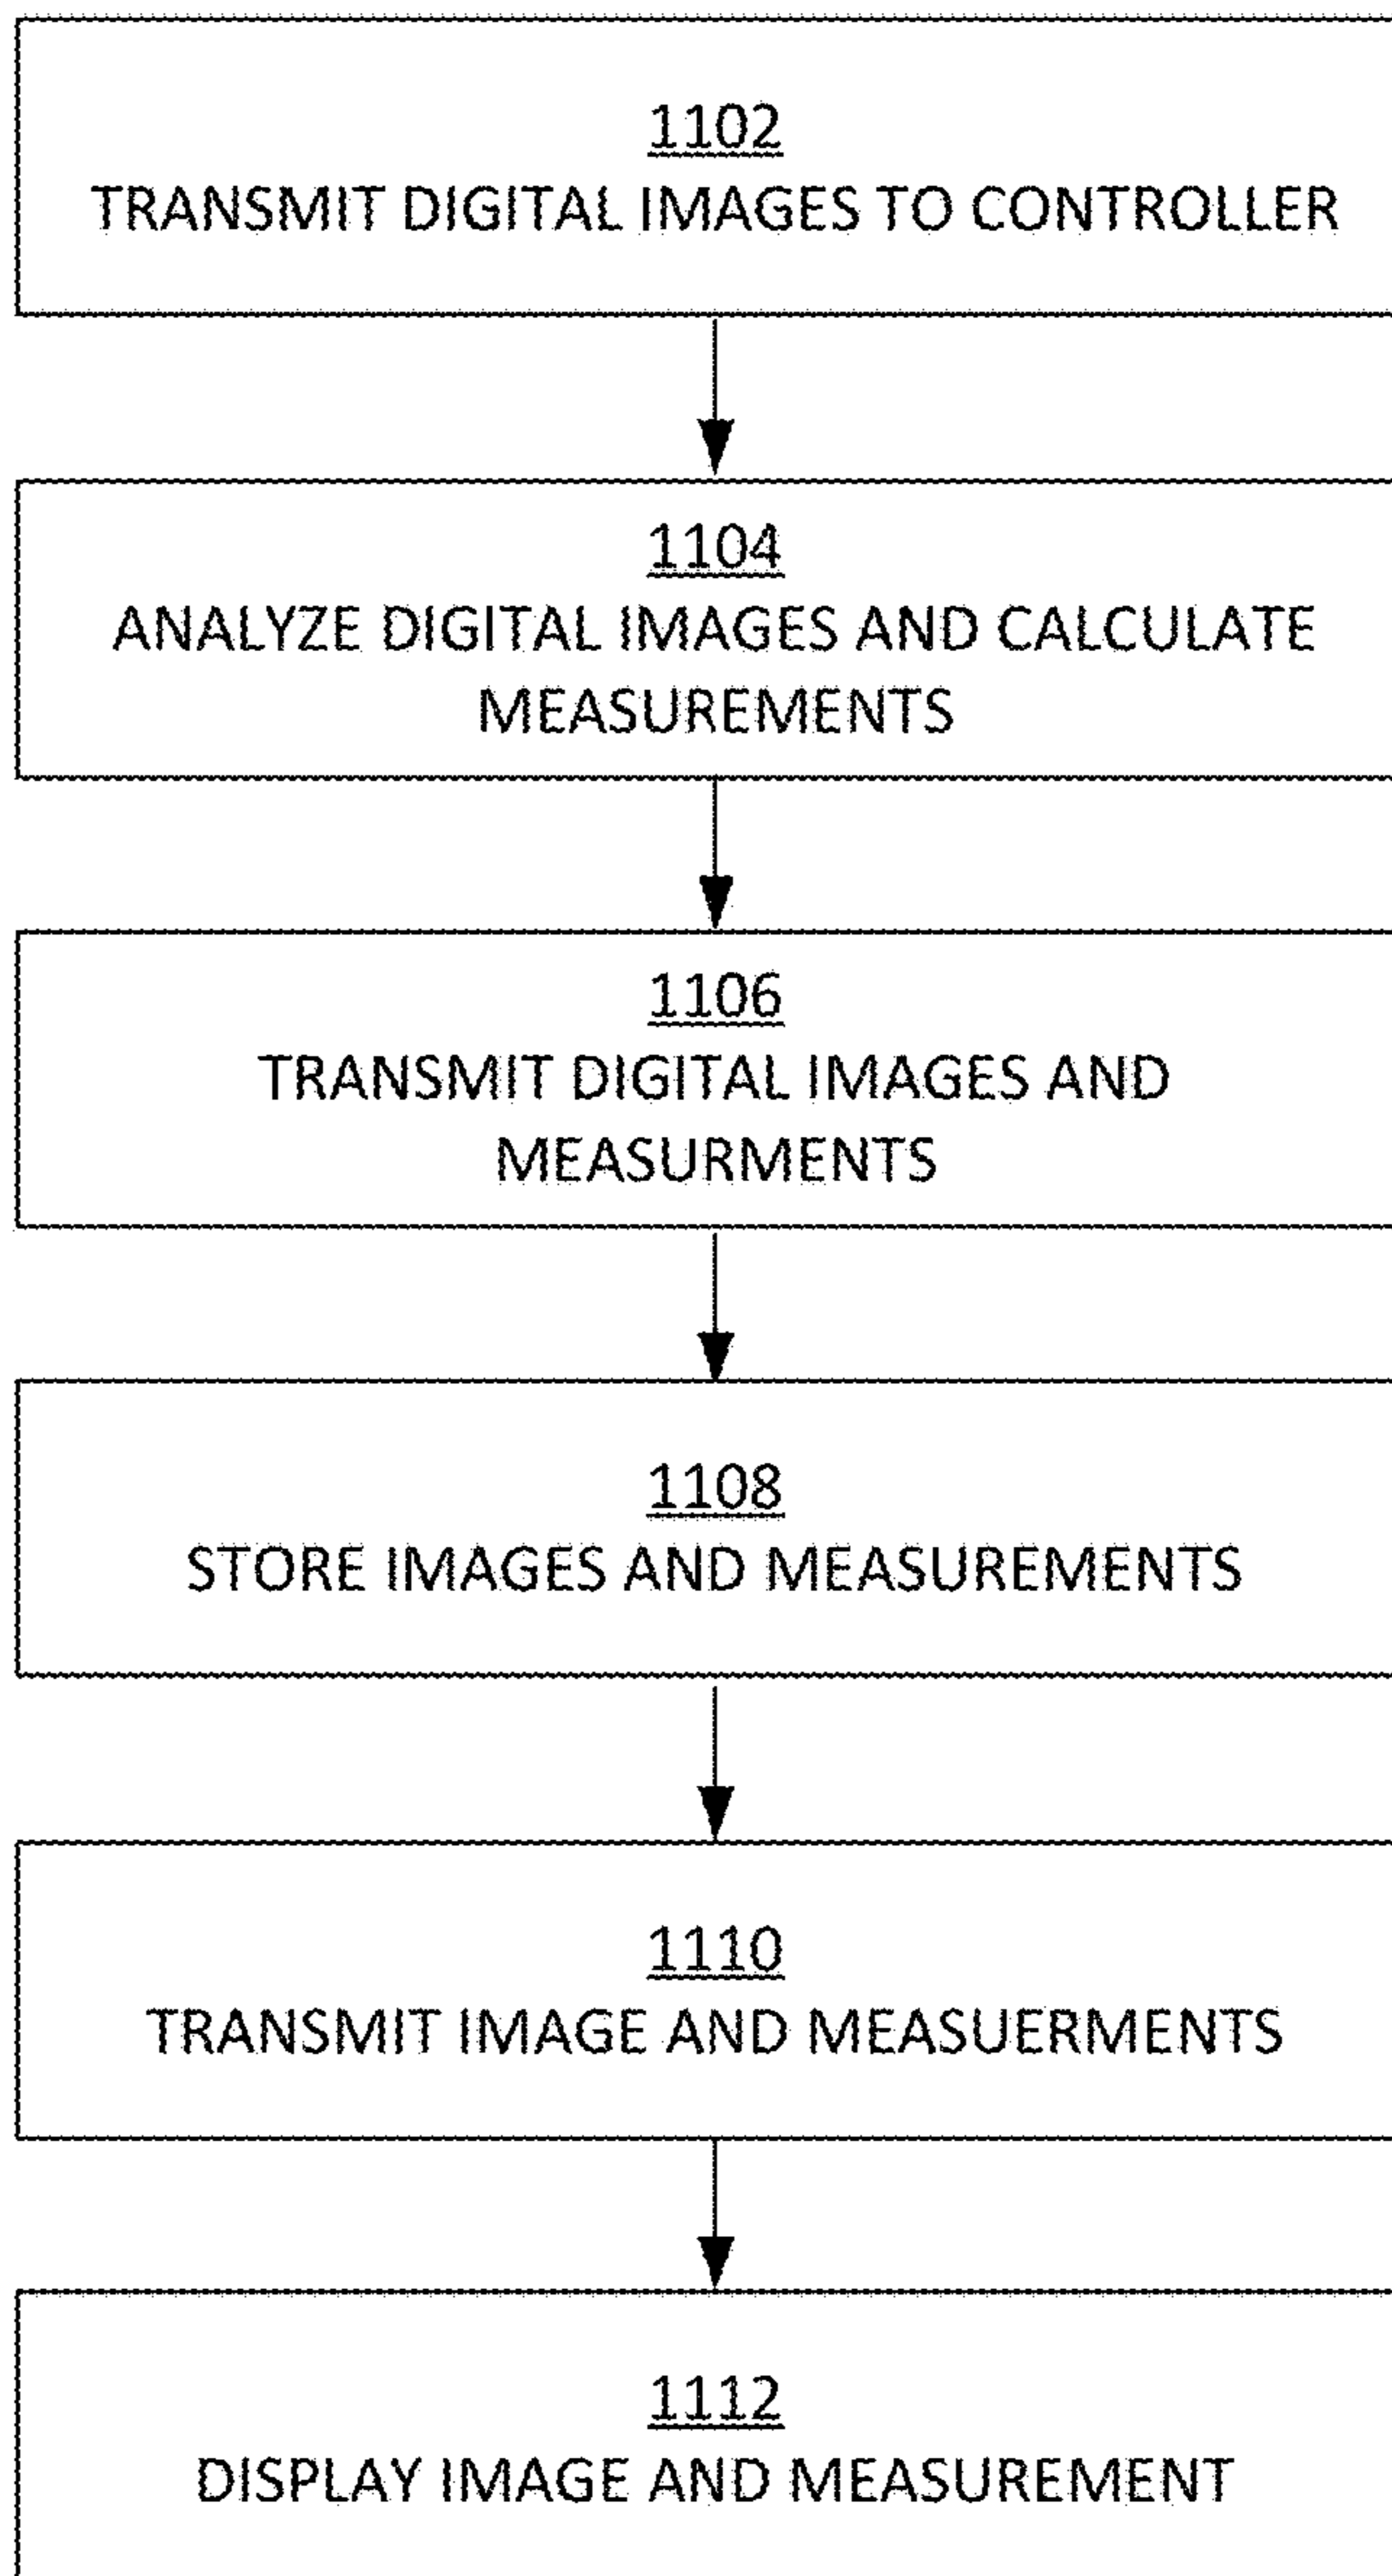 1102
TRANSMIT DIGITAL IMAGES TO CONTROLLER
1104
ANALYZE DIGITAL IMAGES AND CALCULATE
MEASUREMENTS
1106
TRANSMIT DIGITAL IMAGES AND
MEASURMENTS
1108
STORE IMAGES AND MEASUREMENTS
1110
TRANSMIT IMAGE AND MEASUERMENTS
1112
DISPLAY IMAGE AND MEASUREMENT